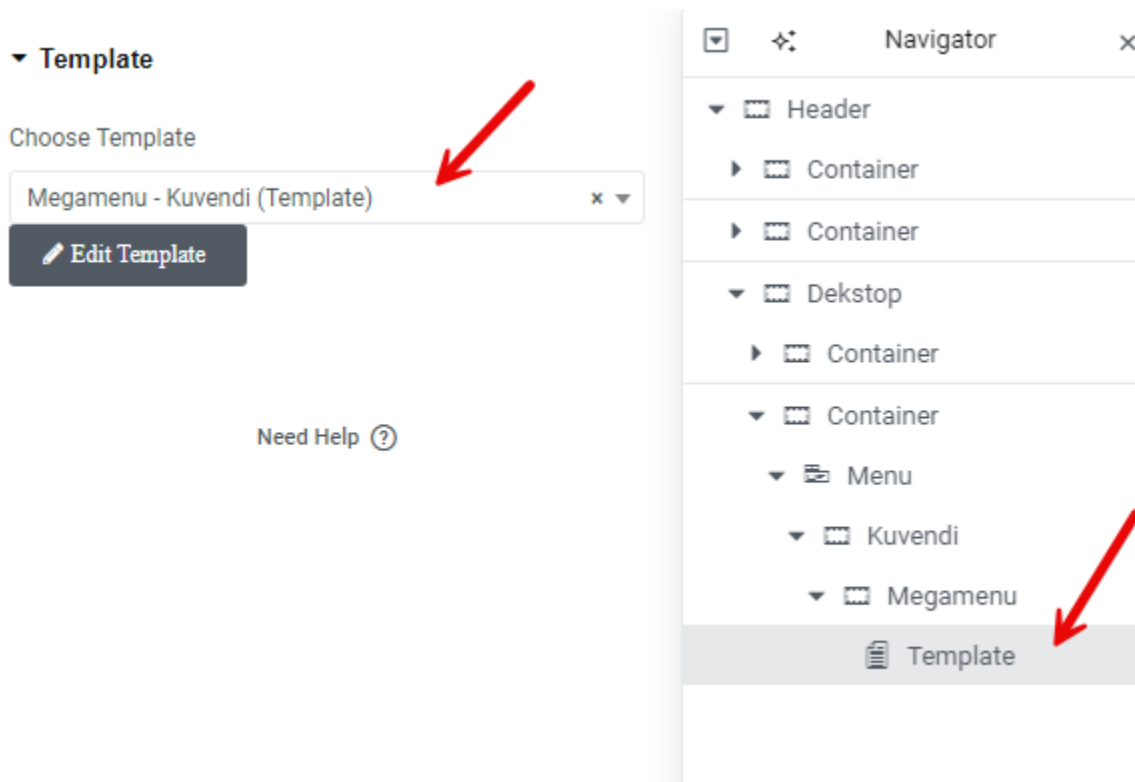 Template
Choose Template
Megamenu - Kuvendi (Template)
Edit Template
Need Help
Navigator
Header
Container
Container
Dekstop
Container
Container
Menu
Kuvendi
Megamenu
Template